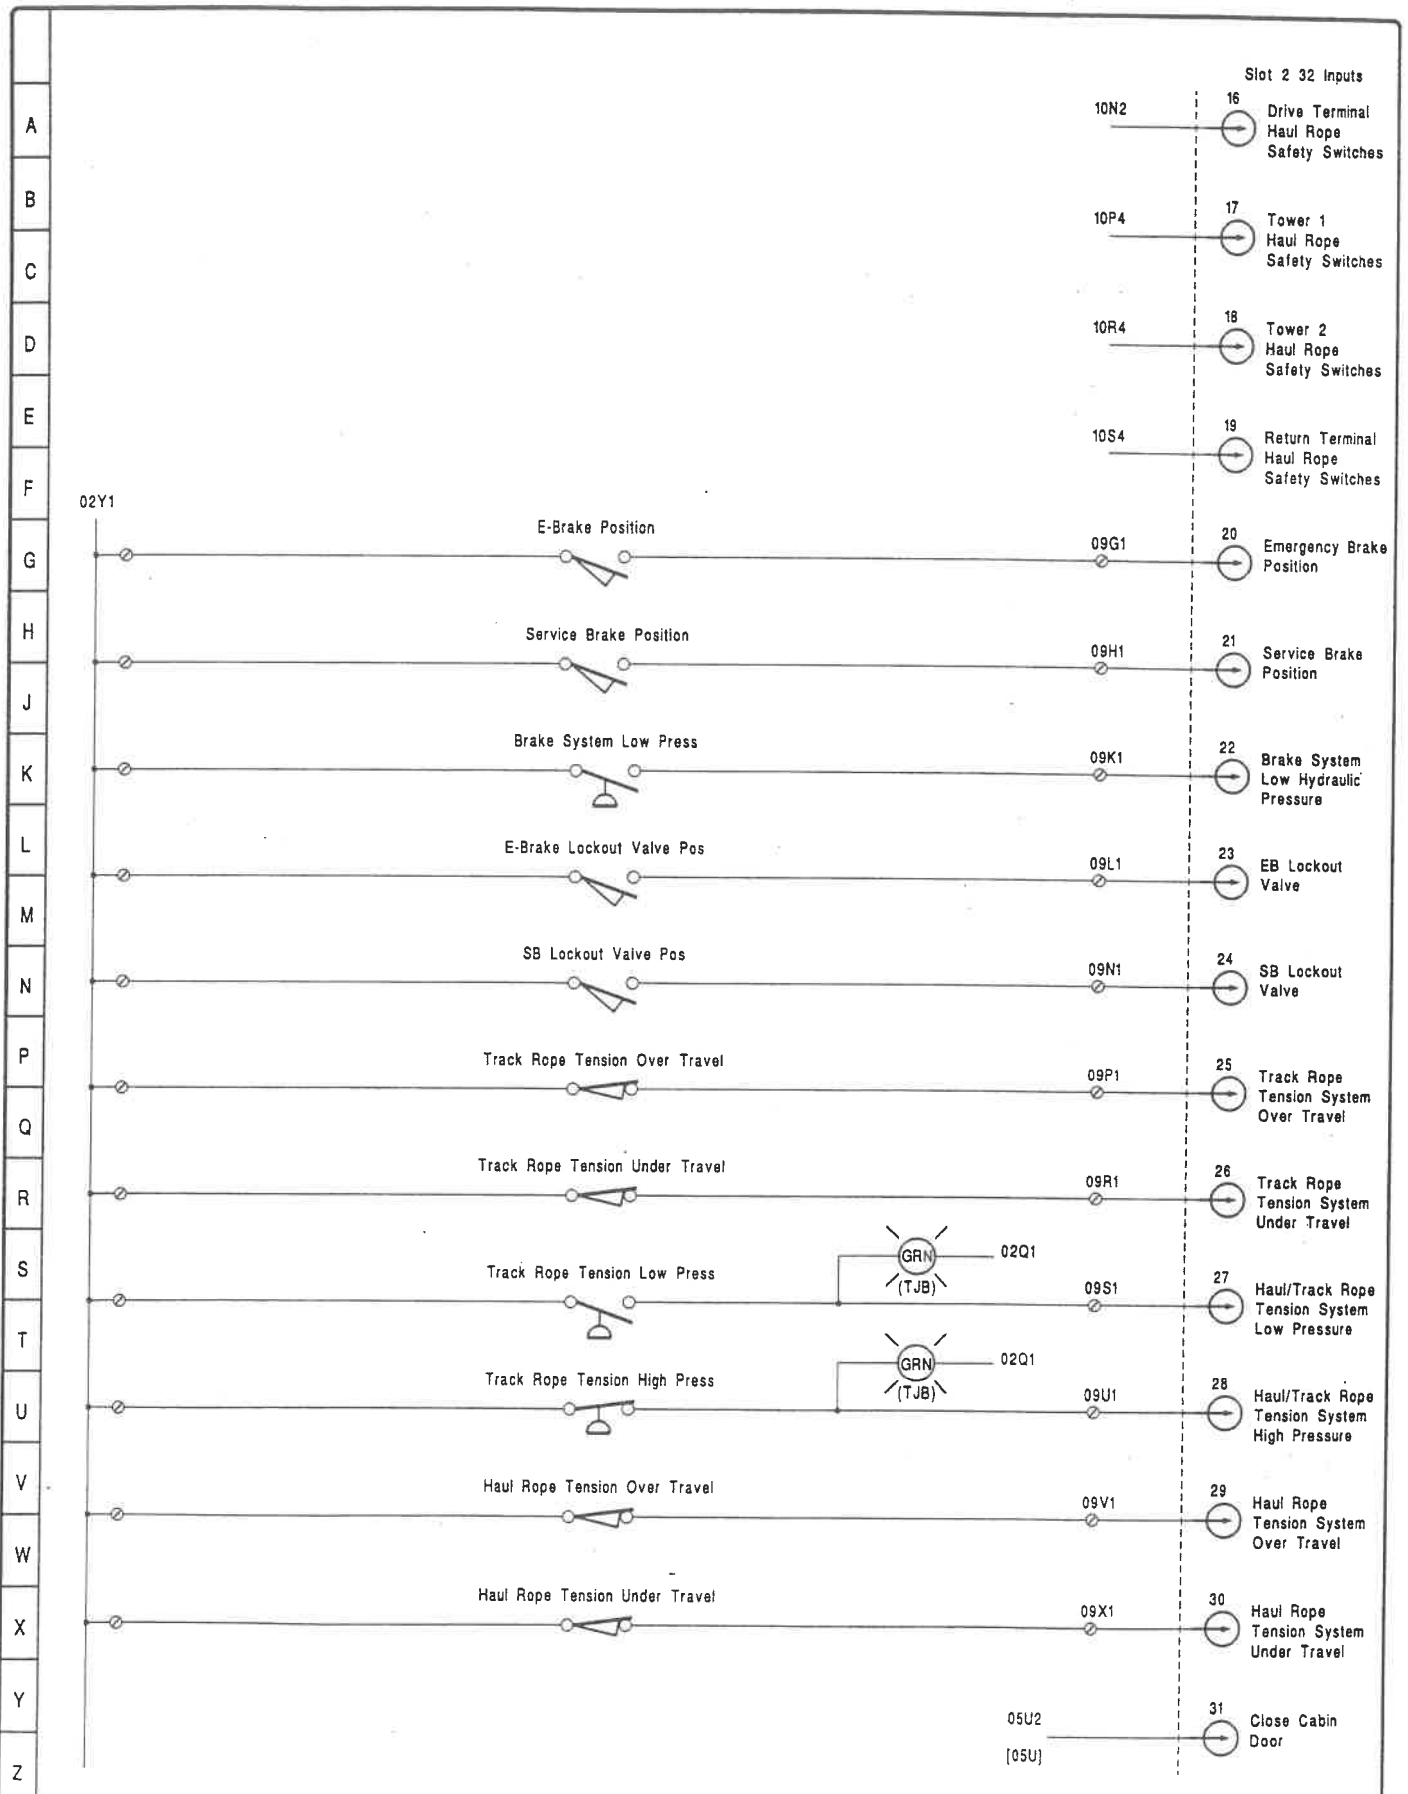 Slot 2 32 Inputs
A
10N2
16
Drive Terminal
Haul Rope
Safety Switches
B
10P4
17
Tower 1
Haul Rope
Safety Switches
C
D
10R4
18
Tower 2
Haul Rope
Safety Switches
E
10S4
19
Return Terminal
Haul Rope
Safety Switches
F
02Y1
G
E-Brake Position
09G1
20
Emergency Brake
Position
H
Service Brake Position
09H1
21
Service Brake
Position
J
Brake System Low Press
K
09K1
22
Brake System
Low Hydraulic
Pressure
L
E-Brake Lockout Valve Pos
09L1
23
EB Lockout
Valve
M
SB Lockout Valve Pos
N
09N1
24
SB Lockout
Valve
P
Track Rope Tension Over Travel
09P1
25
Track Rope
Tension System
Over Travel
Q
Track Rope Tension Under Travel
R
09R1
26
Track Rope
Tension System
Under Travel
S
GRN
(TJB)
02Q1
Track Rope Tension Low Press
09S1
27
Haul/Track Rope
Tension System
Low Pressure
T
GRN
(TJB)
02Q1
Track Rope Tension High Press
U
09U1
28
Haul/Track Rope
Tension System
High Pressure
V
Haul Rope Tension Over Travel
09V1
29
Haul Rope
Tension System
Over Travel
W
Haul Rope Tension Under Travel
X
09X1
30
Haul Rope
Tension System
Under Travel
Y
05U2
[05U]
31
Close Cabin
Door
Z